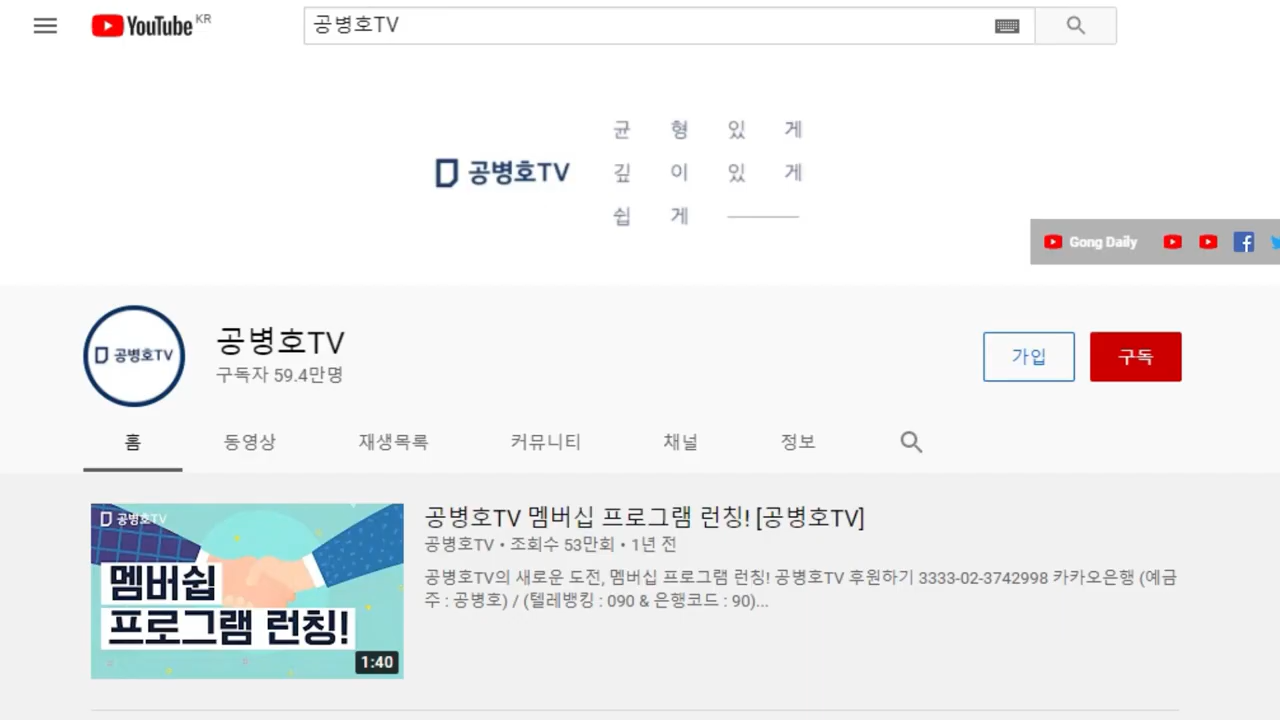 YouTube KR
공병호TV
균 형 있 게
공병호TV
깊 이 있 게
쉽 게
Gong Daily
공병호TV
공병호TV
구독자 59.4만명
가입
구독
홈
동영상
재생목록
커뮤니티
채널
정보
공병호TV
멤버쉽
프로그램 런칭!
1:40
공병호TV 멤버십 프로그램 런칭! [공병호TV]
공병호TV • 조회수 53만회 • 1년 전
공병호TV의 새로운 도전, 멤버십 프로그램 런칭! 공병호TV 후원하기 3333-02-3742998 카카오은행 (예금
주 : 공병호) / (텔레뱅킹 : 090 & 은행코드 : 90)...